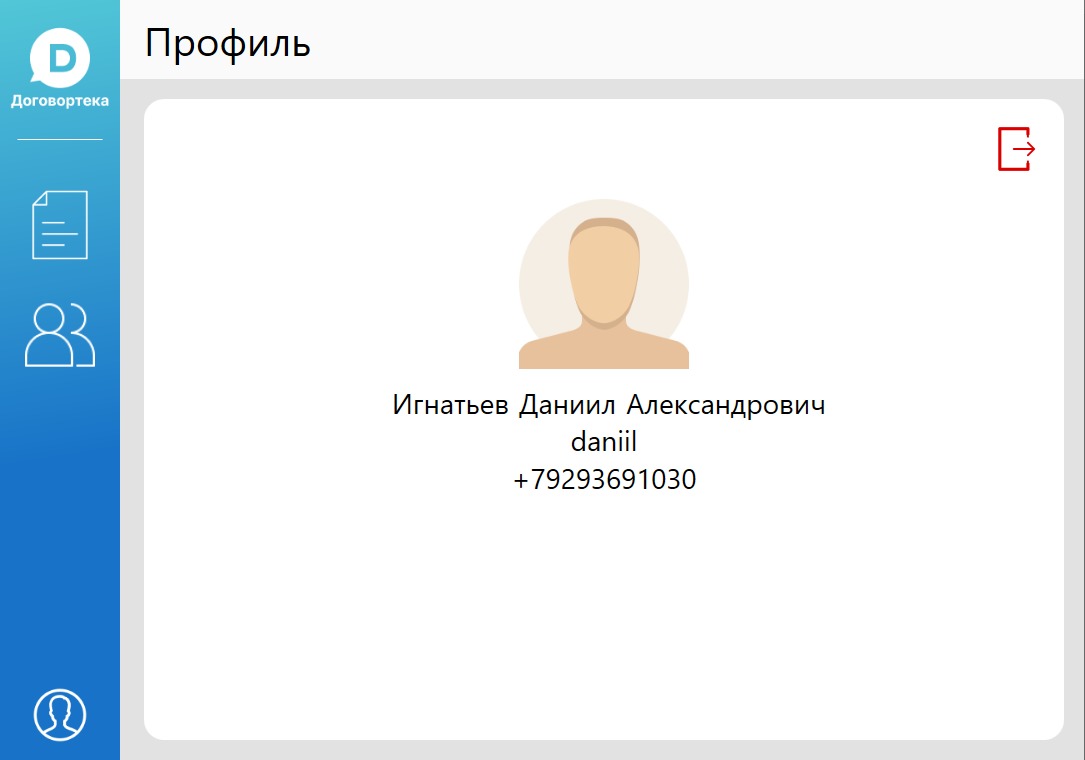 Договортека
Профиль
Игнатьев Даниил Александрович
daniil
+79293691030